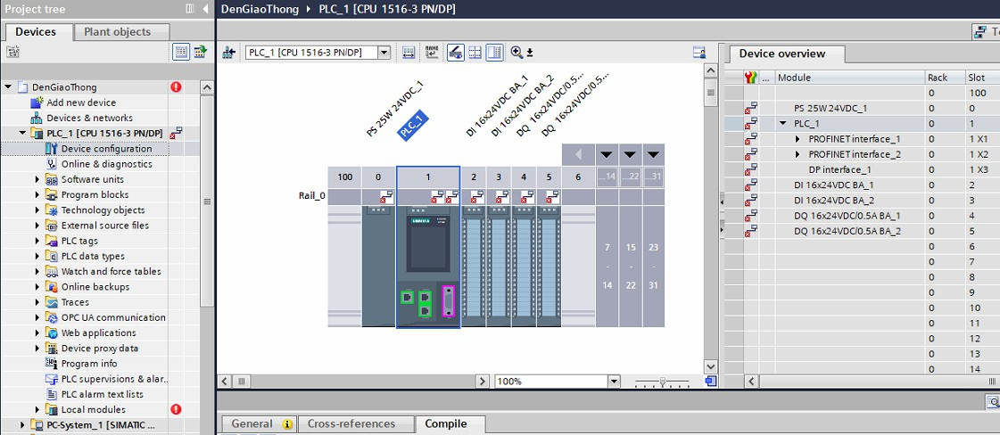 Project tree
DenGiaoThong PLC_1 [CPU 1516-3 PN/DP]
Devices
Plant objects
DenGiaoThong
Add new device
Devices & networks
PLC_1 [CPU 1516-3 PN/DP]
Device configuration
Online & diagnostics
Software units
Program blocks
Technology objects
External source files
PLC tags
PLC data types
Watch and force tables
Online backups
Traces
OPC UA communication
Web applications
Device proxy data
Program info
PLC supervisions & alar..
PLC alarm text lists
Local modules
PC-System_1 [SIMATIC ...
PLC_1 [CPU 1516-3 PN/DP]
PS 25W 24VDC_1
PLC_1
DI 16x24VDC BA_1
DI 16x24VDC BA_2
DQ 16x24VDC/0.5...
DQ 16x24VDC/0.5...
100 0 1 2 3 4 5 6 ...14 ...22 ...31
Rail_0
SIEMENS
7 15 23
- - -
14 22 31
100%
Device overview
... Module Rack Slot
0 100
PS 25W 24VDC_1 0 0
PLC_1 0 1
PROFINET interface_1 0 1 X1
PROFINET interface_2 0 1 X2
DP interface_1 0 1 X3
DI 16x24VDC BA_1 0 2
DI 16x24VDC BA_2 0 3
DQ 16x24VDC/0.5A BA_1 0 4
DQ 16x24VDC/0.5A BA_2 0 5
0 6
0 7
0 8
0 9
0 10
0 11
0 12
0 13
0 14
General
Cross-references
Compile